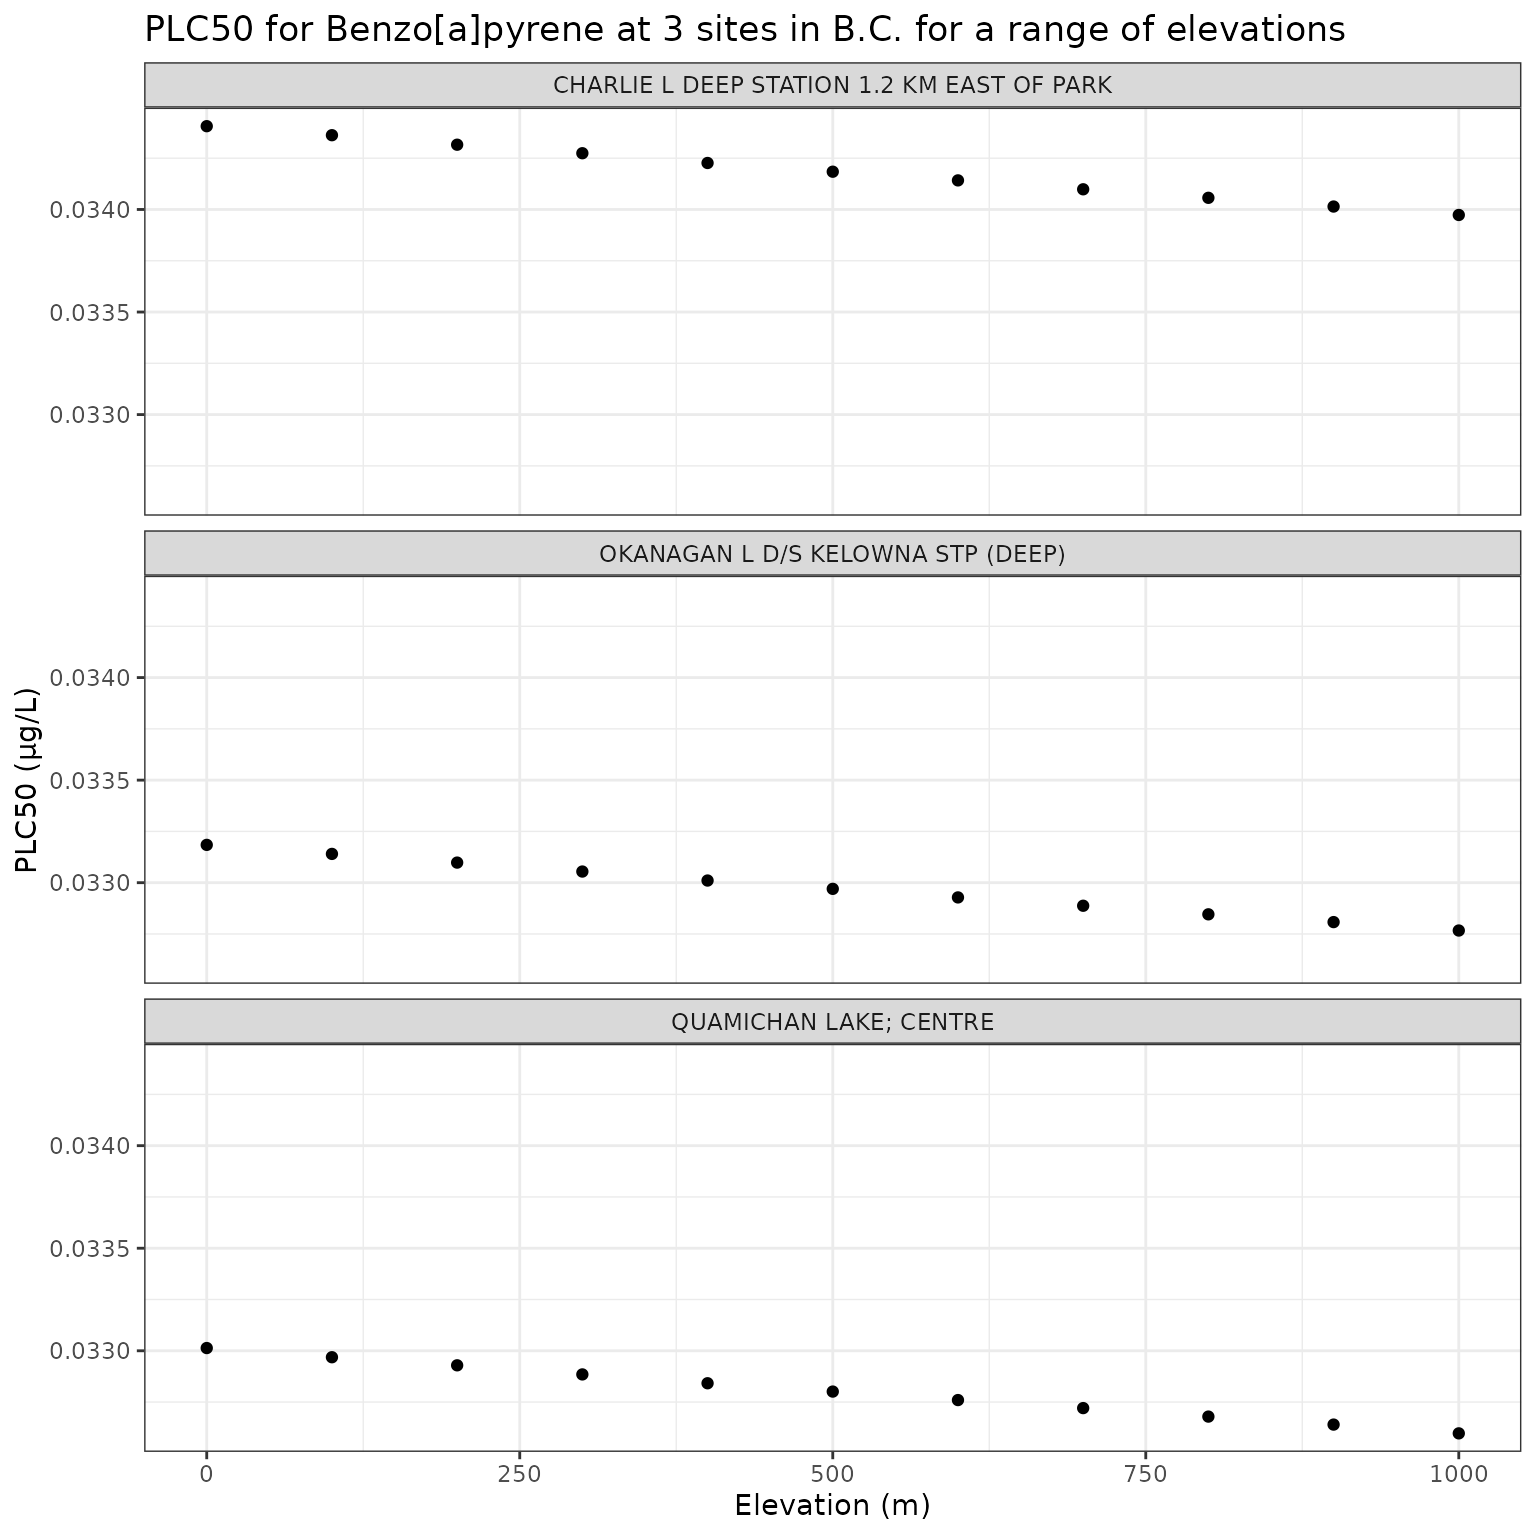 PLC50 for Benzo[a]pyrene at 3 sites in B.C. for a range of elevations
CHARLIE L DEEP STATION 1.2 KM EAST OF PARK
0.0340
0.0335
0.0330
OKANAGAN L D/S KELOWNA STP (DEEP)
0.0340
0.0335
0.0330
PLC50 (µg/L)
QUAMICHAN LAKE; CENTRE
0.0340
0.0335
0.0330
0 250 500 750 1000
Elevation (m)